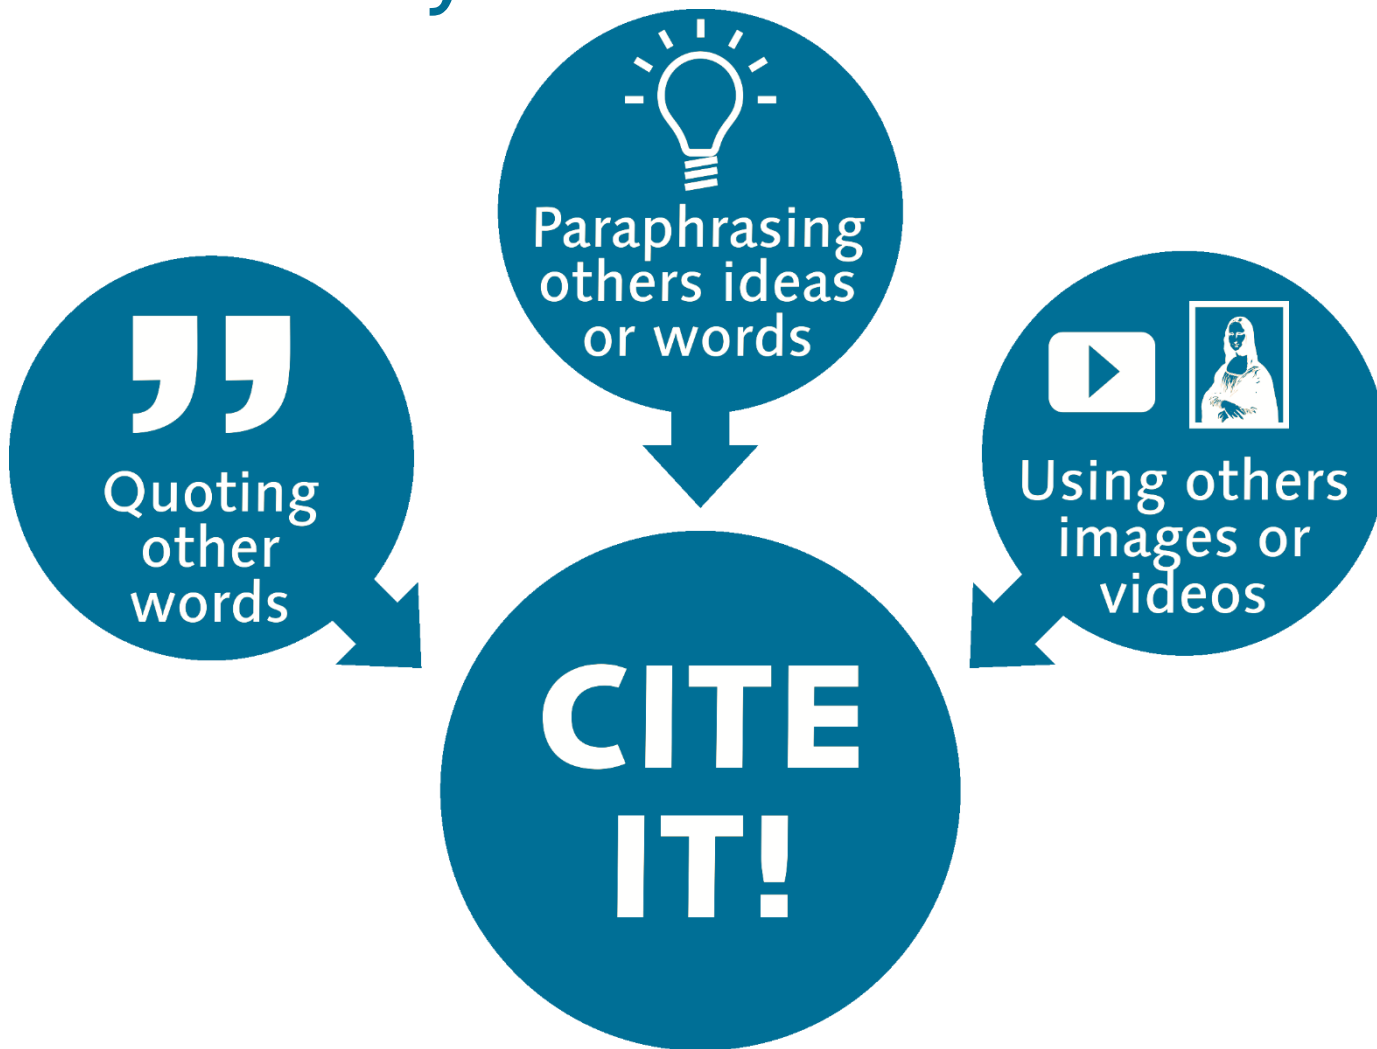 Paraphrasing
others ideas
or words
Quoting
other
words
Using others
images or
videos
CITE
IT!